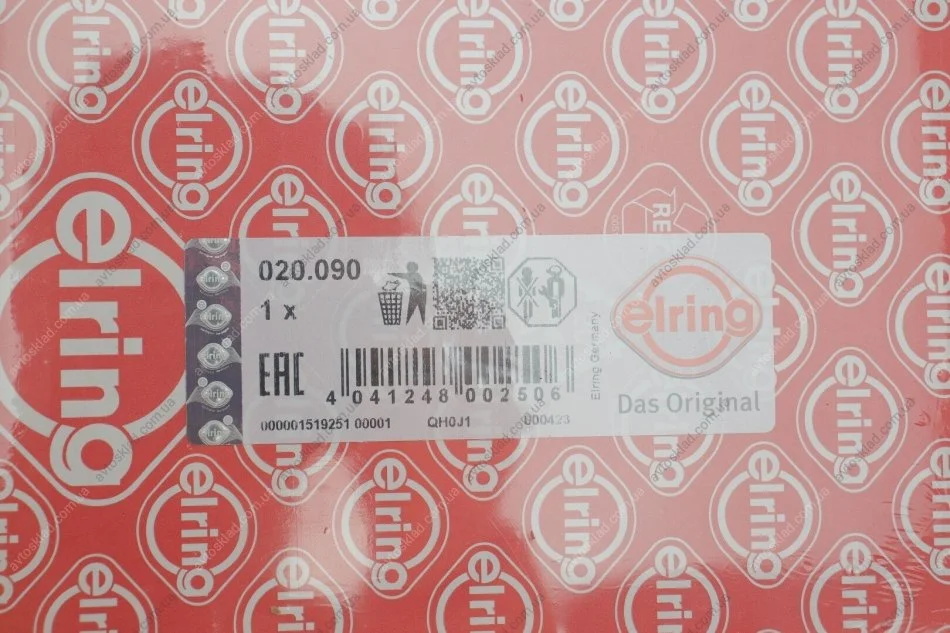 elring
020.090
1 x
EAC
4 041248 002506
000001519251 00001 QH0J1 U00423
Elring Germany
elring
Das Original
avtosklad.com.ua